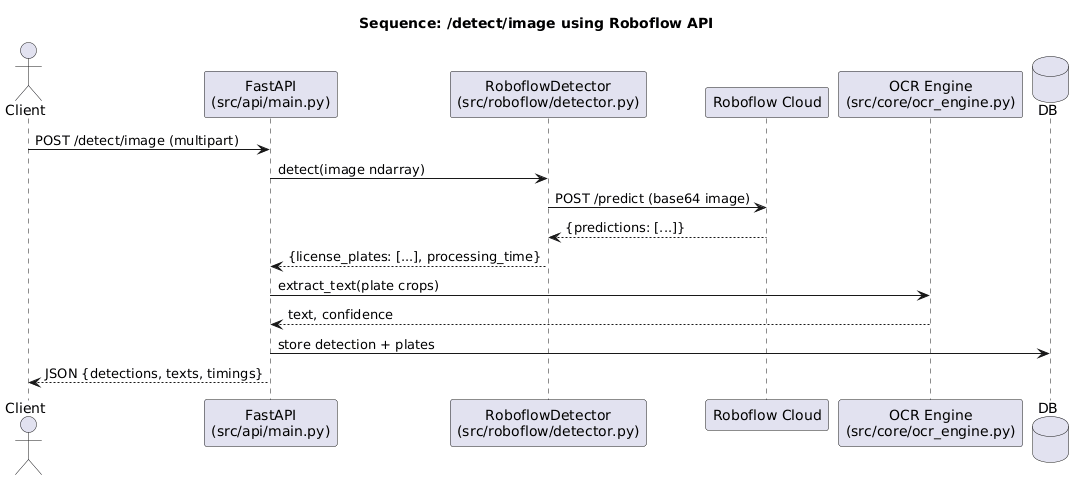 Sequence: /detect/image using Roboflow API
Client
FastAPI
(src/api/main.py)
RoboflowDetector
(src/roboflow/detector.py)
Roboflow Cloud
OCR Engine
(src/core/ocr_engine.py)
DB
POST /detect/image (multipart)
detect(image ndarray)
POST /predict (base64 image)
{predictions: [...]}
{license_plates: [...], processing_time}
extract_text(plate crops)
text, confidence
store detection + plates
JSON {detections, texts, timings}
Client
FastAPI
(src/api/main.py)
RoboflowDetector
(src/roboflow/detector.py)
Roboflow Cloud
OCR Engine
(src/core/ocr_engine.py)
DB